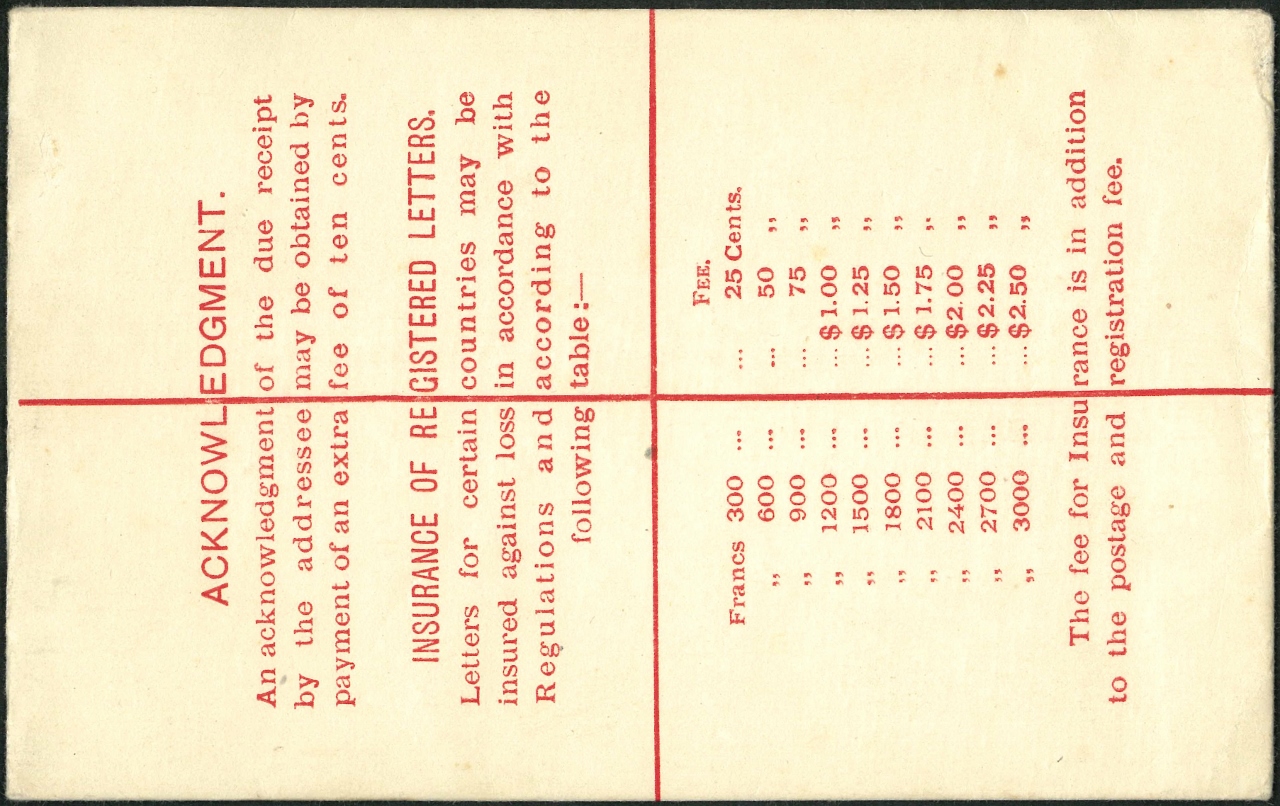 ACKNOWLEDGMENT.
An acknowledgment of the due receipt
by the addressee may be obtained by
payment of an extra fee of ten cents.
INSURANCE OF REGISTERED LETTERS.
Letters for certain countries may be
insured against loss in accordance with
Regulations and according to the
following table:—
FEE.
Francs 300 ... ... 25 Cents.
„ 600 ... ... 50 „
„ 900 ... ... 75 „
„ 1200 ... ... $1.00 „
„ 1500 ... ... $1.25 „
„ 1800 ... ... $1.50 „
„ 2100 ... ... $1.75 „
„ 2400 ... ... $2.00 „
„ 2700 ... ... $2.25 „
„ 3000 ... ... $2.50 „
The fee for Insurance is in addition
to the postage and registration fee.